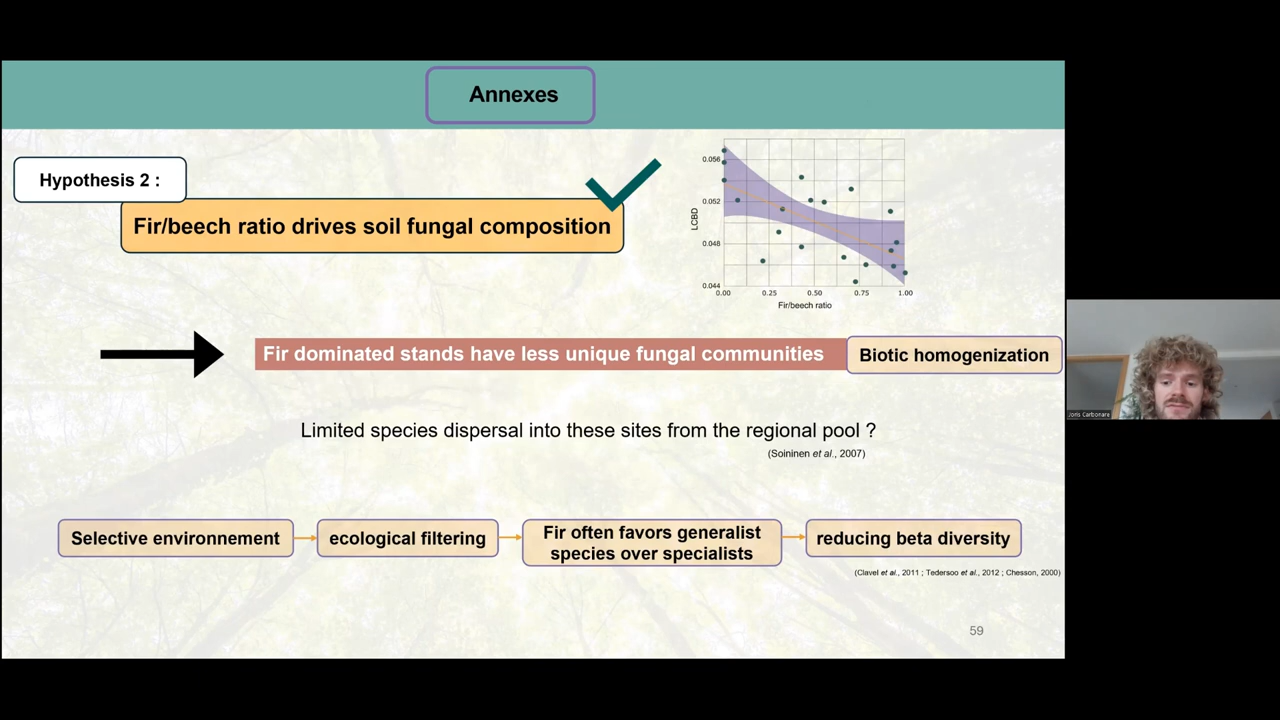 Annexes
Hypothesis 2 :
Fir/beech ratio drives soil fungal composition
0.056
0.052
0.048
0.044
LCBD
0.00 0.25 0.50 0.75 1.00
Fir/beech ratio
Fir dominated stands have less unique fungal communities
Biotic homogenization
Limited species dispersal into these sites from the regional pool ?
(Soininen et al., 2007)
Selective environnement
ecological filtering
Fir often favors generalist
species over specialists
reducing beta diversity
(Clavel et al., 2011 ; Tedersoo et al., 2012 ; Chesson, 2000)
59
Joris Carbonare